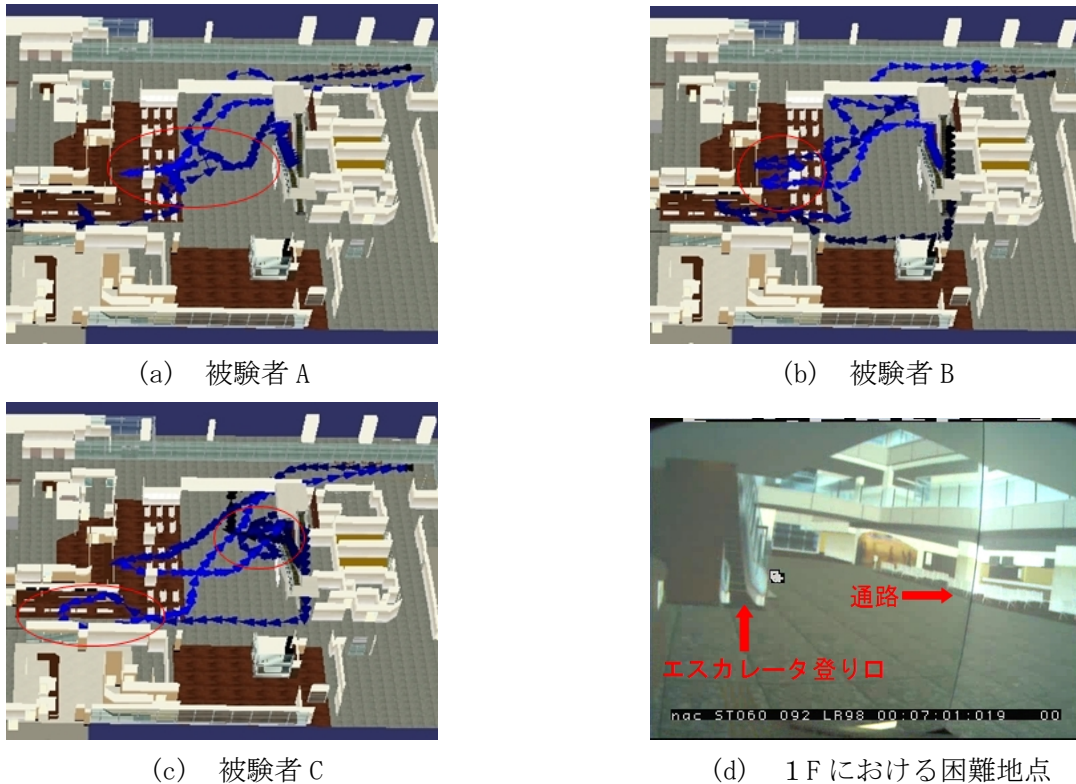 (a) 被験者 A
(b) 被験者 B
通路
エスカレータ登り口
nac ST060 092 LR98 00:07:01:019 00
(c) 被験者 C
(d) １F における困難地点